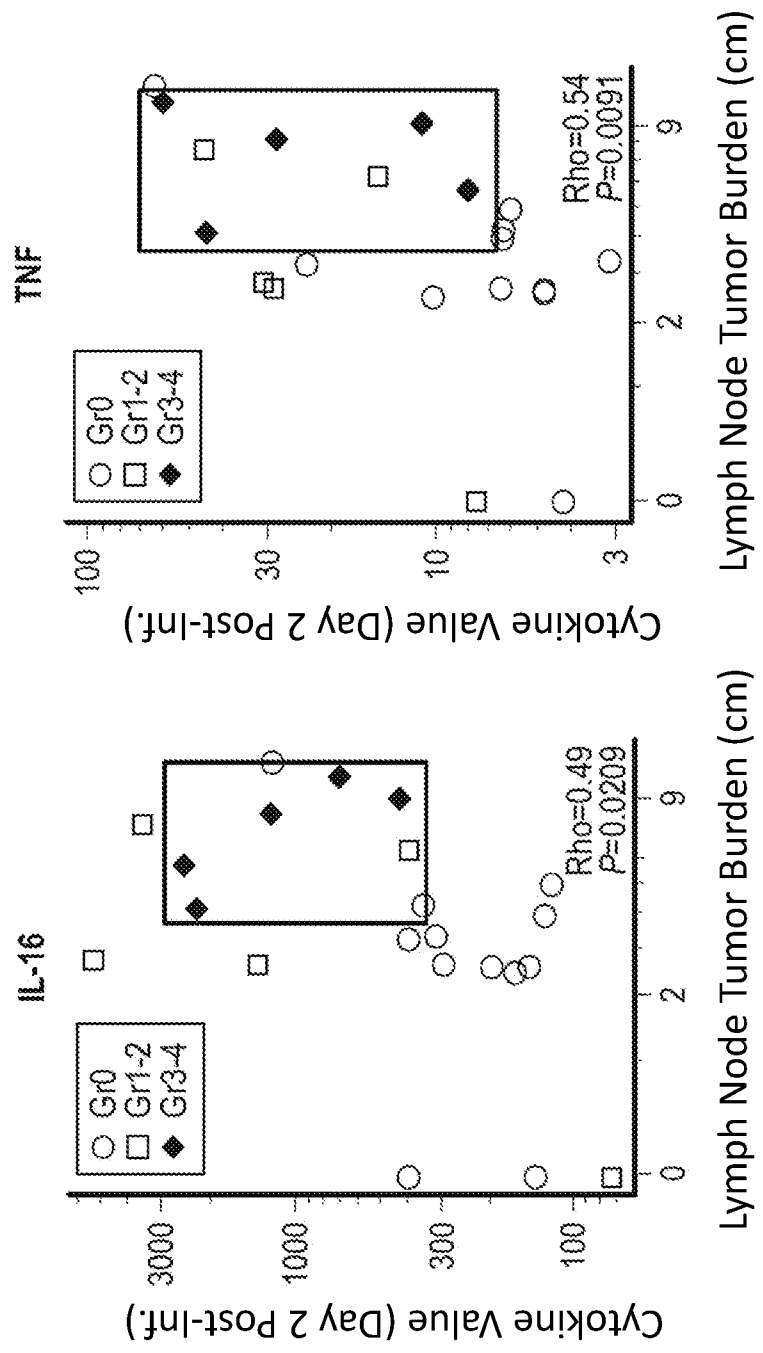 IL-16
Gr0
Gr1-2
Gr3-4
Cytokine Value (Day 2 Post-Inf.)
3000
1000
300
100
0
2
9
Rho=0.49
P=0.0209
Lymph Node Tumor Burden (cm)
TNF
Gr0
Gr1-2
Gr3-4
Cytokine Value (Day 2 Post-Inf.)
100
30
10
3
0
2
9
Rho=0.54
P=0.0091
Lymph Node Tumor Burden (cm)